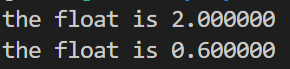 the float is 2.000000
the float is 0.600000